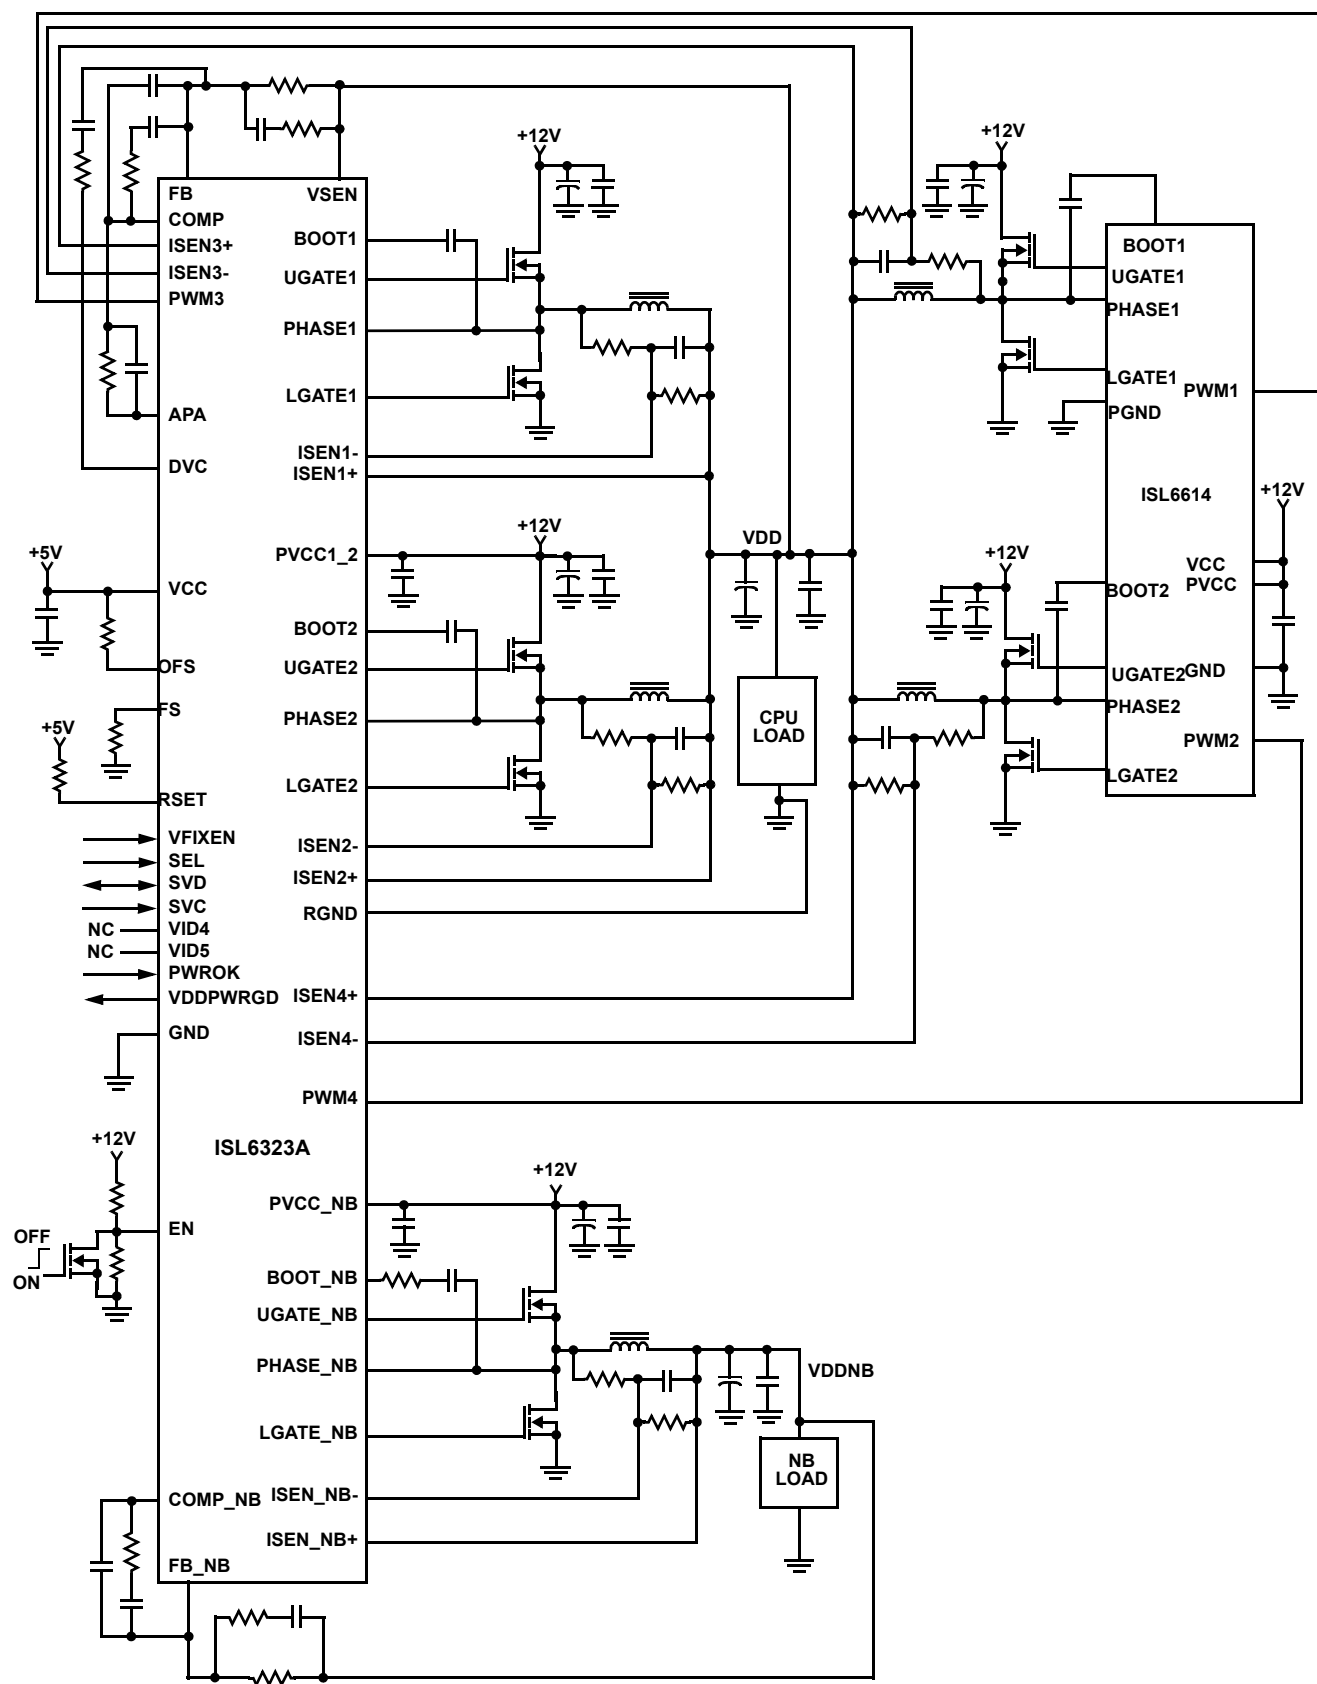 FB
VSEN
COMP
ISEN3+
ISEN3-
PWM3
APA
DVC
+5V
VCC
OFS
FS
+5V
RSET
VFIXEN
SEL
SVD
SVC
NC
VID4
NC
VID5
PWROK
VDDPWRGD
GND
+12V
EN
OFF
ON
COMP_NB
FB_NB
BOOT1
UGATE1
PHASE1
LGATE1
ISEN1-
ISEN1+
PVCC1_2
BOOT2
UGATE2
PHASE2
LGATE2
ISEN2-
ISEN2+
RGND
ISEN4+
ISEN4-
PWM4
ISL6323A
PVCC_NB
BOOT_NB
UGATE_NB
PHASE_NB
LGATE_NB
ISEN_NB-
ISEN_NB+
+12V
+12V
+12V
VDD
CPU
LOAD
VDDNB
NB
LOAD
+12V
+12V
BOOT1
UGATE1
PHASE1
LGATE1
PWM1
PGND
ISL6614
+12V
VCC
PVCC
BOOT2
UGATE2
GND
PHASE2
PWM2
LGATE2